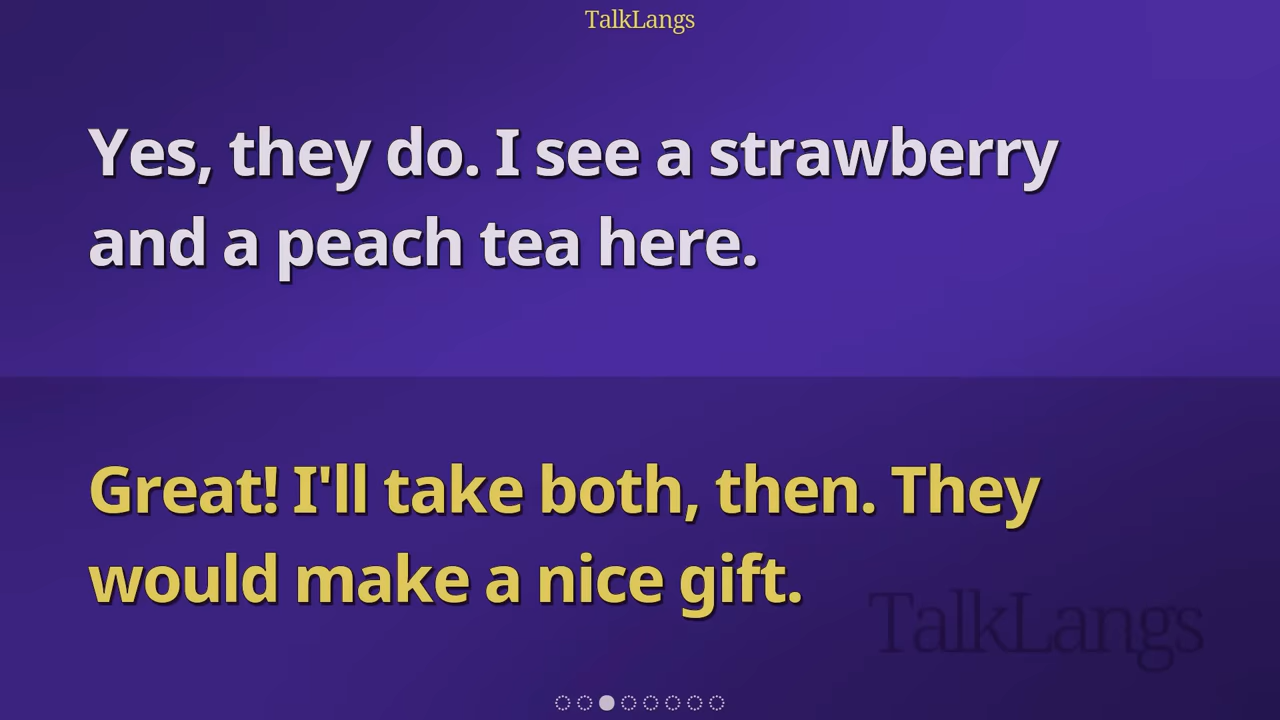 TalkLangs
Yes, they do. I see a strawberry
and a peach tea here.
Great! I'll take both, then. They
would make a nice gift.
TalkLangs